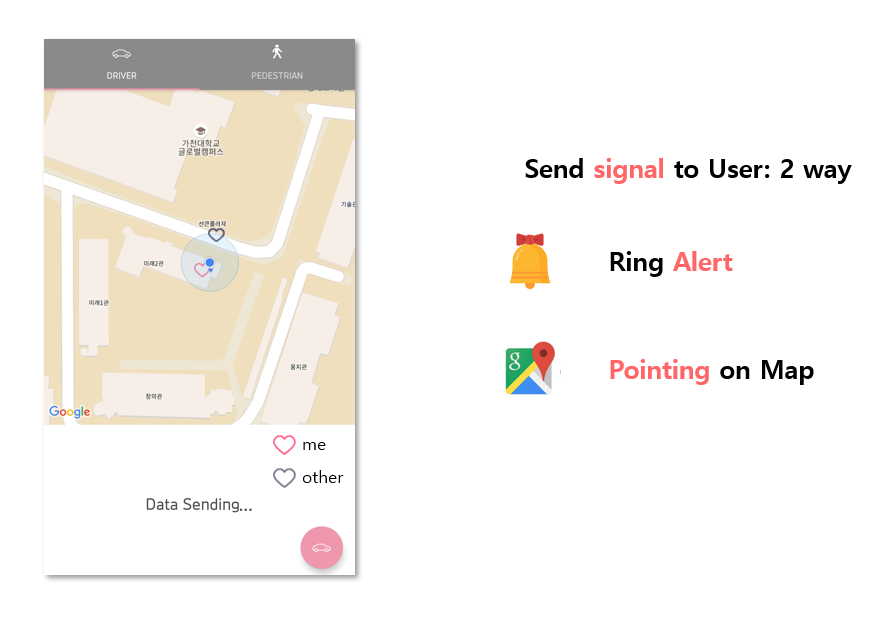 DRIVER
PEDESTRIAN
가천대학교
글로벌캠퍼스
기술관
선큰플라자
미래2관
미래1관
웅지관
창의관
Google
me
other
Data Sending...
Send signal to User: 2 way
Ring Alert
g
Pointing on Map